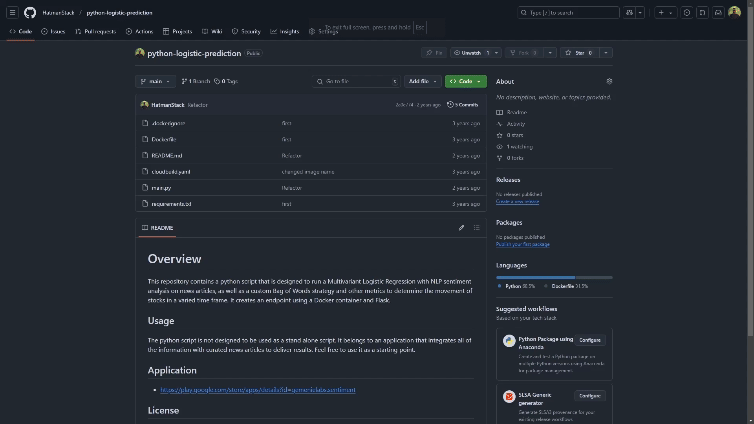 HatmanStack / python-logistic-prediction
Type / to search
To exit full screen, press and hold Esc
Code Issues Pull requests Actions Projects Wiki Security Insights Settings
python-logistic-prediction Public
Pin Unwatch 1 Fork Star 0
main 1 Branch 0 Tags Go to file t Add file Code
HatmanStack Refactor 2 years ago 5 Commits
.dockerignore first 3 years ago
Dockerfile first 3 years ago
README.md Refactor 2 years ago
cloudbuild.yaml changed image name 3 years ago
main.py Refactor 2 years ago
requirements.txt first 3 years ago
README
Overview
This repository contains a python script that is designed to run a Multivariant Logistic Regression with NLP sentiment
analysis on news articles, as well as a custom Bag of Words strategy and other metrics to determine the movement of
stocks in a varied time frame. It creates an endpoint using a Docker container and Flask.
Usage
The python script is not designed to be used as a stand alone script. It belongs to an application that integrates all of
the information with curated news articles to deliver results. Feel free to use it as a starting point.
Application
https://play.google.com/store/apps/details?id=gemenielabs.sentiment
License
About
No description, website, or topics provided.
Readme
Activity
0 stars
1 watching
0 forks
Releases
No releases published
Create a new release
Packages
No packages published
Publish your first package
Languages
Python Dockerfile
Suggested workflows
Based on your tech stack
Python Package using
Anaconda
Configure
Create and test a Python package on
multiple Python versions using Anaconda
for package management.
SLSA Generic
generator
Configure
Generate SLSA3 provenance for your
existing release workflows